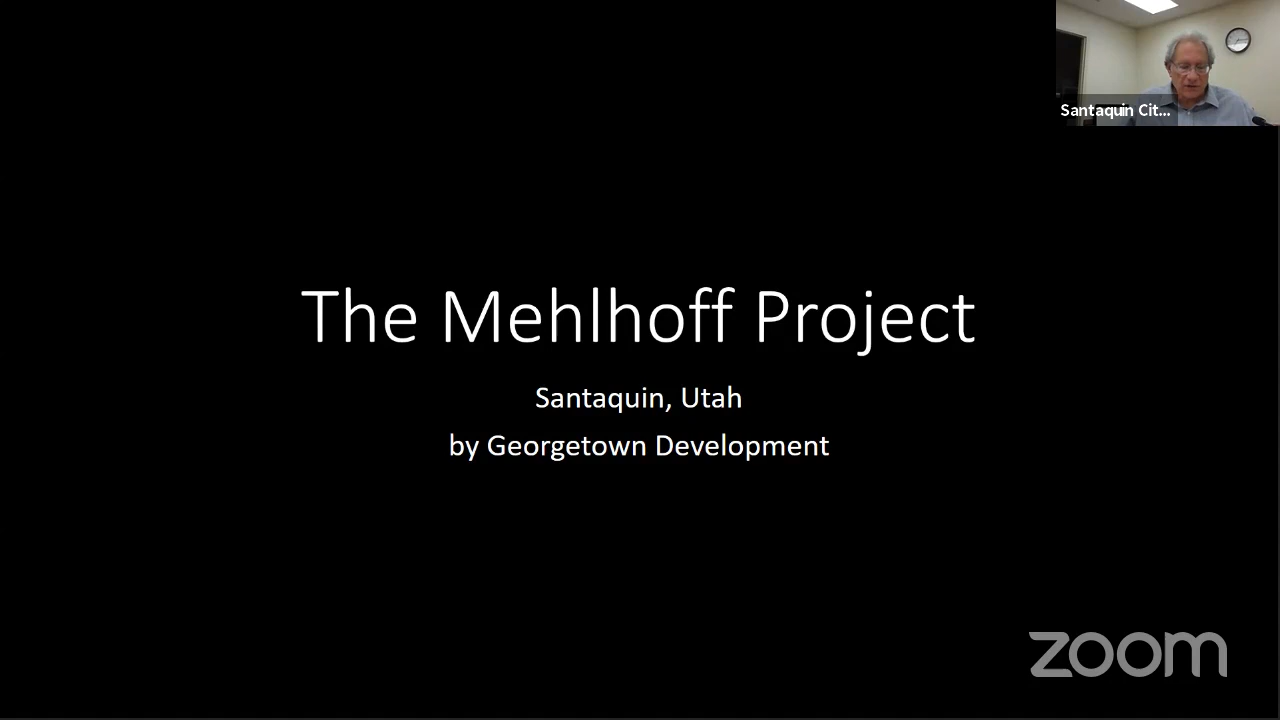 Santaquin Cit...
The Mehlhoff Project
Santaquin, Utah
by Georgetown Development
zoom